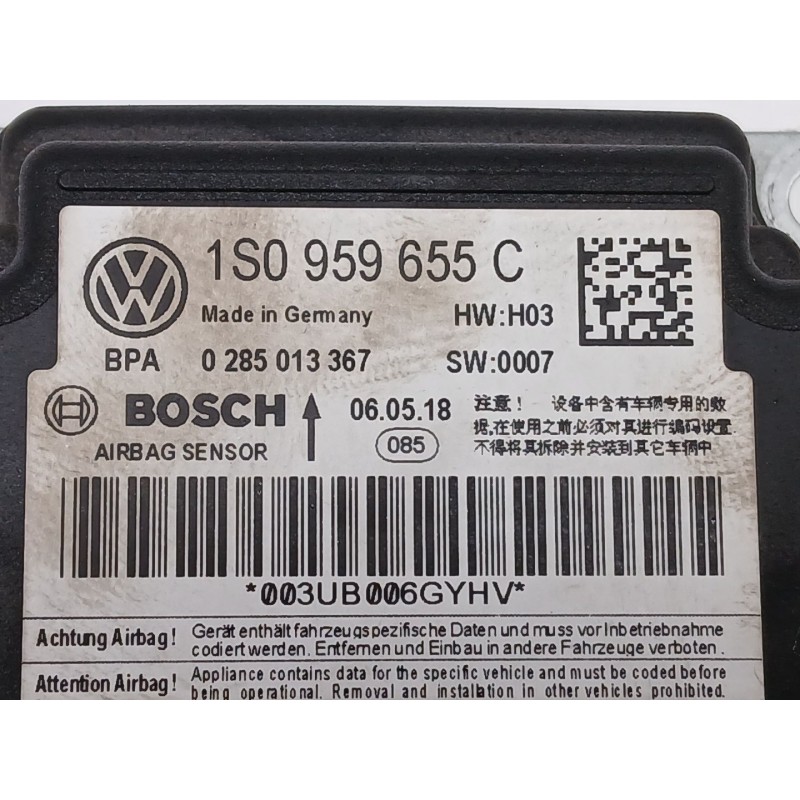 1S0 959 655 C
Made in Germany HW:H03
BPA 0 285 013 367 SW:0007
BOSCH 06.05.18
AIRBAG SENSOR 085
注意！ 设备中含有车辆专用的数
据,在使用之前必须对其进行编码设置
不得将其拆除并安装到其它车辆中
*003UB006GYHV*
Achtung Airbag! Gerät enthält fahrzeugspezifische Daten und muss vor Inbetriebnahme
codiert werden. Entfernen und Einbau in andere Fahrzeuge verboten.
Attention Airbag! Appliance contains data for the specific vehicle and must be coded before
being operational. Removal and installation in other vehicles prohibited.